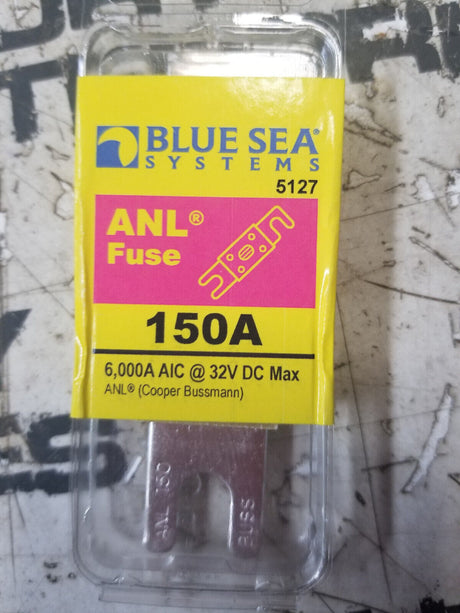 BLUE SEA®
SYSTEMS
5127
ANL®
Fuse
150A
6,000A AIC @ 32V DC Max
ANL® (Cooper Bussmann)
ANL 150
BUSS